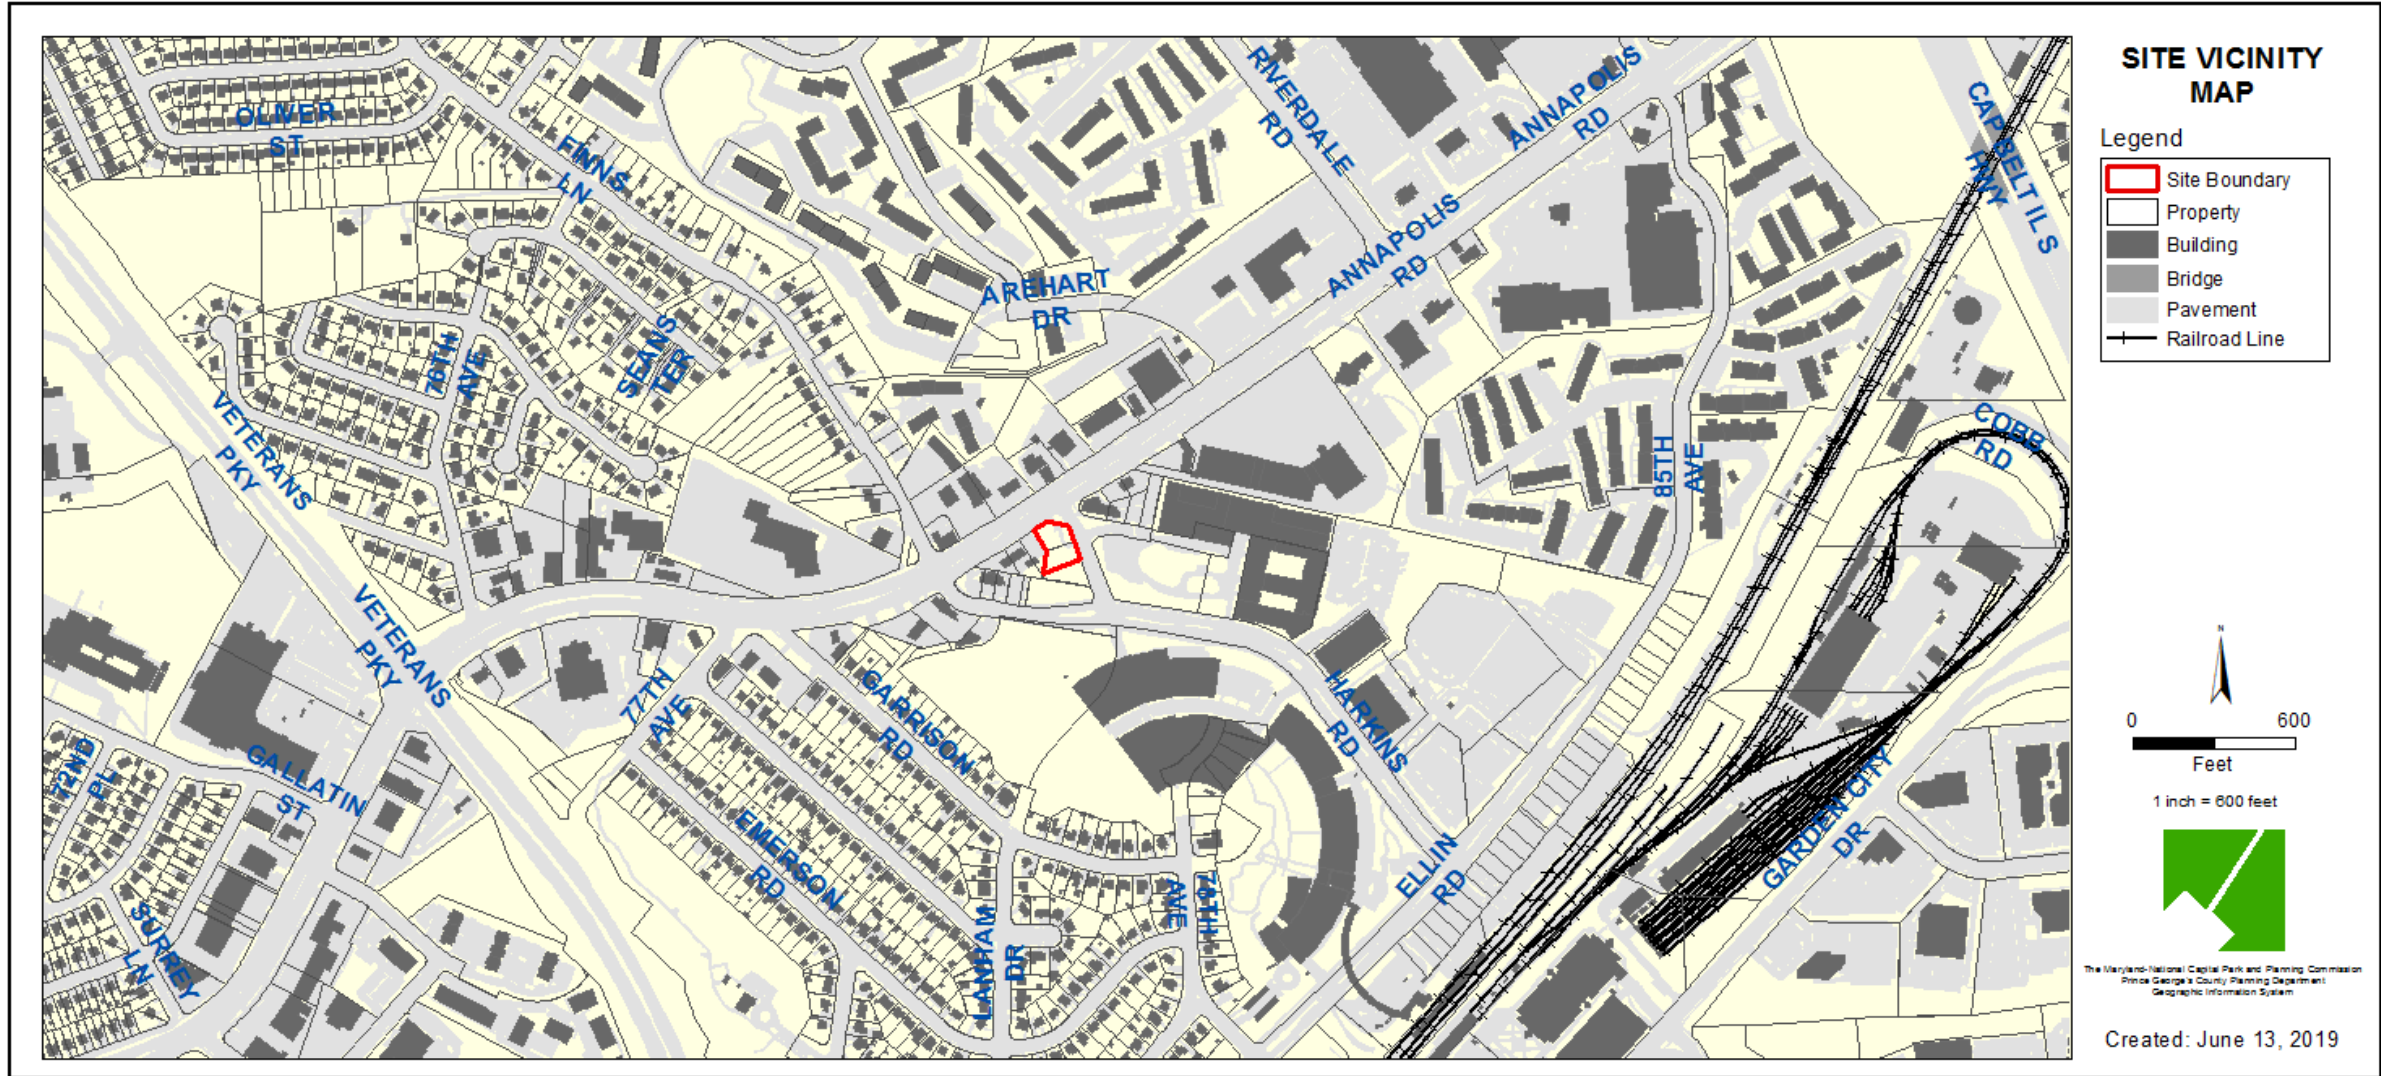 SITE VICINITY
MAP
Legend
Site Boundary
Property
Building
Bridge
Pavement
Railroad Line
N
0 600
Feet
1 inch = 600 feet
The Maryland-National Capital Park and Planning Commission
Prince George's County Planning Department
Geographic Information System
Created: June 13, 2019
OLIVER
ST
FINNS
LN
RIVERDALE
RD
ANNAPOLIS
RD
CAP BELT IL S
HWY
ANNAPOLIS
RD
AREHART
DR
76TH
AVE
SEANS
TER
VETERANS
PKY
85TH
AVE
COBB
RD
VETERANS
PKY
77TH
AVE
GARRISON
RD
HARKINS
RD
72ND
PL
GALLATIN
ST
EMERSON
RD
ELLIN
RD
GARDEN CITY
DR
SURREY
LN
LANHAM
DR
78TH
AVE